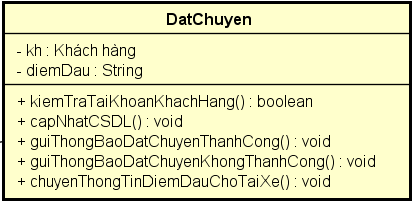 DatChuyen
- kh : Khách hàng
- diemDau : String
+ kiemTraTaiKhoanKhachHang() : boolean
+ capNhatCSDL() : void
+ guiThongBaoDatChuyenThanhCong() : void
+ guiThongBaoDatChuyenKhongThanhCong() : void
+ chuyenThongTinDiemDauChoTaiXe() : void